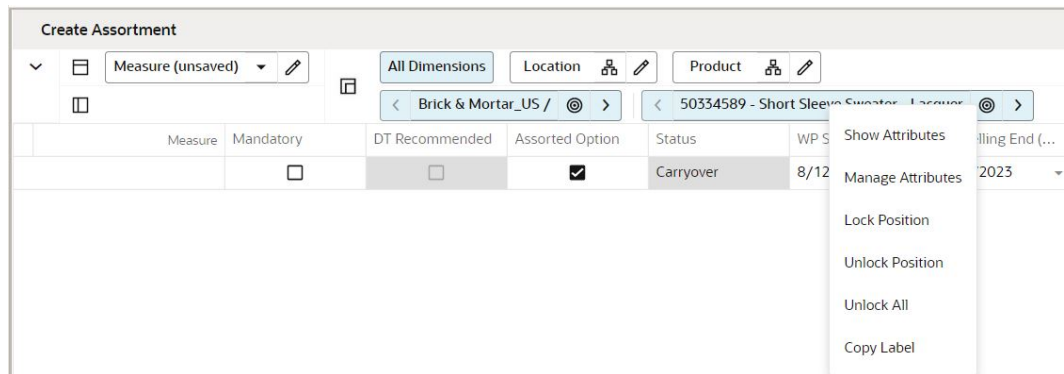 Create Assortment
Measure (unsaved)
All Dimensions
Location
Product
Brick & Mortar_US /
50334589 - Short Sleeve Sweater - Lacquer
Measure Mandatory DT Recommended Assorted Option Status WP S lling End (...
Carryover 8/12 /2023
Show Attributes
Manage Attributes
Lock Position
Unlock Position
Unlock All
Copy Label